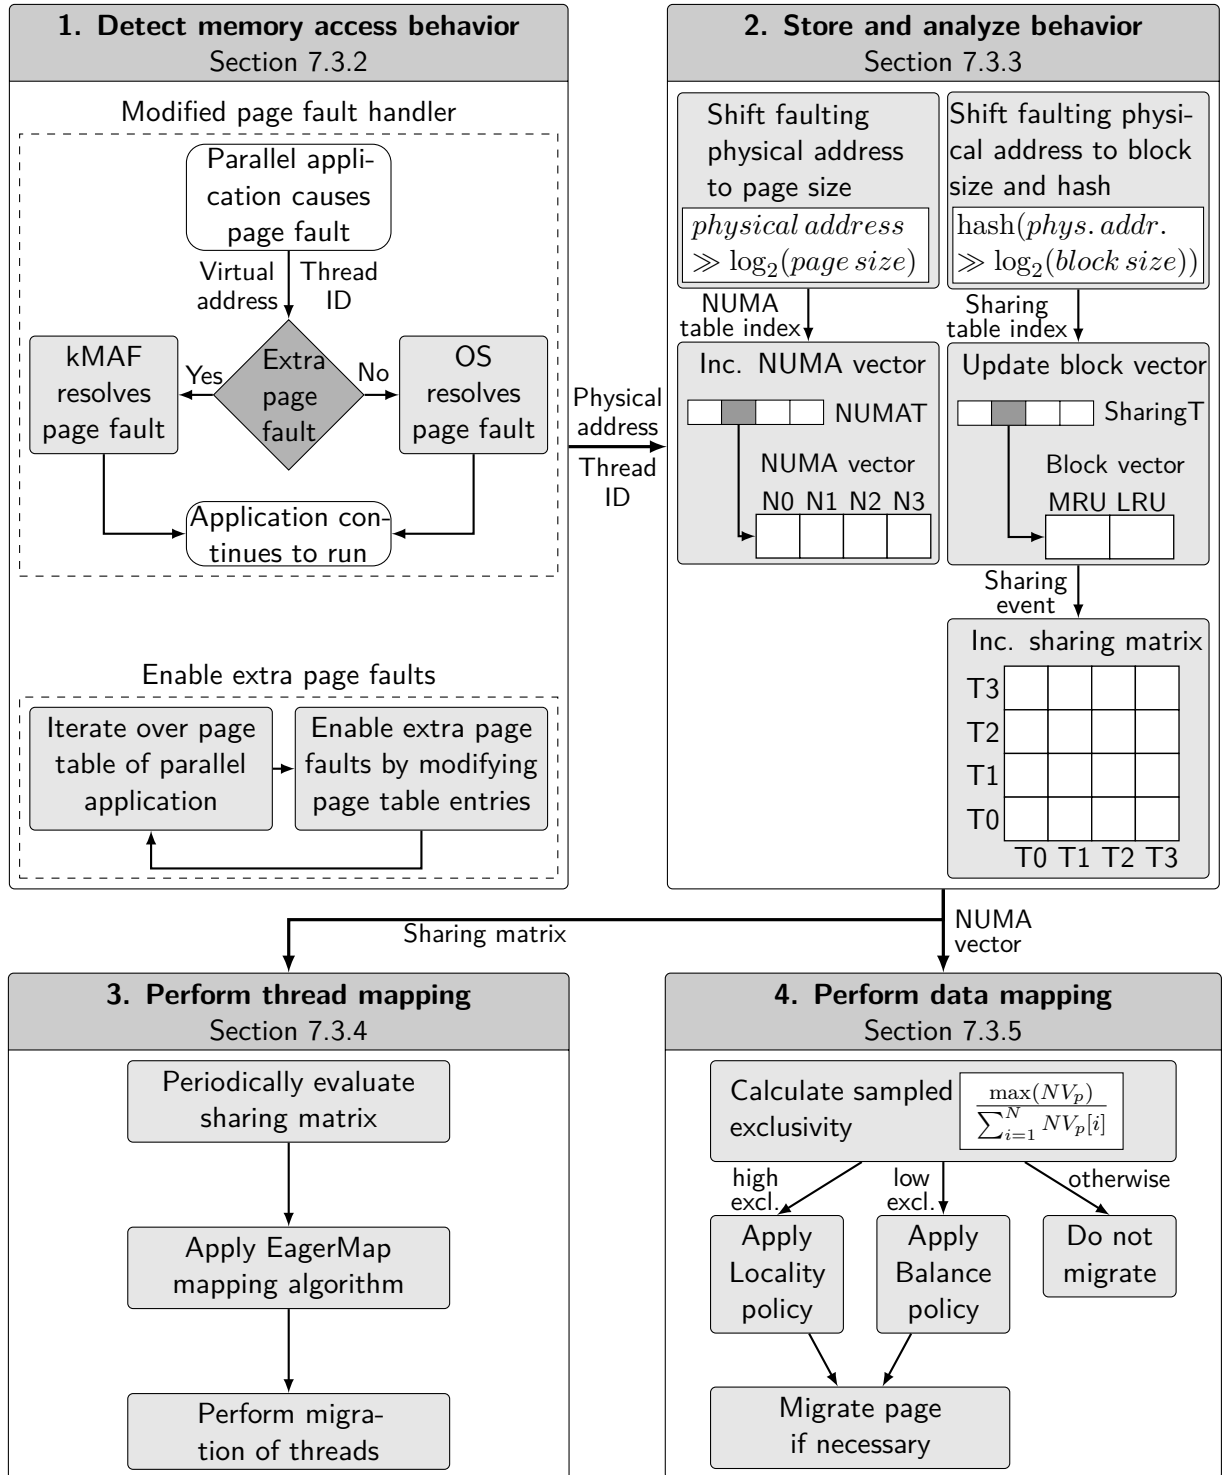 1. Detect memory access behavior
Section 7.3.2
Modified page fault handler
Parallel appli-
cation causes
page fault
Virtual
address
Thread
ID
kMAF
resolves
page fault
Yes
Extra
page
fault
No
OS
resolves
page fault
Application con-
tinues to run
Enable extra page faults
Iterate over page
table of parallel
application
Enable extra page
faults by modifying
page table entries
Physical
address
Thread
ID
2. Store and analyze behavior
Section 7.3.3
Shift faulting
physical address
to page size
physical address
≫ log₂(page size)
NUMA
table index
Inc. NUMA vector
NUMAT
NUMA vector
N0 N1 N2 N3
Shift faulting physi-
cal address to block
size and hash
hash(phys. addr.
≫ log₂(block size))
Sharing
table index
Update block vector
SharingT
Block vector
MRU LRU
Sharing
event
Inc. sharing matrix
T3
T2
T1
T0
T0 T1 T2 T3
Sharing matrix
NUMA
vector
3. Perform thread mapping
Section 7.3.4
Periodically evaluate
sharing matrix
Apply EagerMap
mapping algorithm
Perform migra-
tion of threads
4. Perform data mapping
Section 7.3.5
Calculate sampled
exclusivity
max(NVₚ)
∑ᵢ₌₁ᴺ NVₚ[i]
high
excl.
low
excl.
otherwise
Apply
Locality
policy
Apply
Balance
policy
Do not
migrate
Migrate page
if necessary